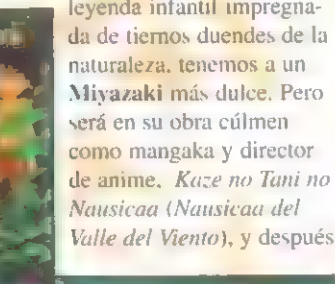 leyenda infantil impregna-
da de tiernos duendes de la
naturaleza, tenemos a un
Miyazaki más dulce. Pero
será en su obra cúlmen
como mangaka y director
de anime, Kaze no Tani no
Nausicaa (Nausicaa del
Valle del Viento), y después